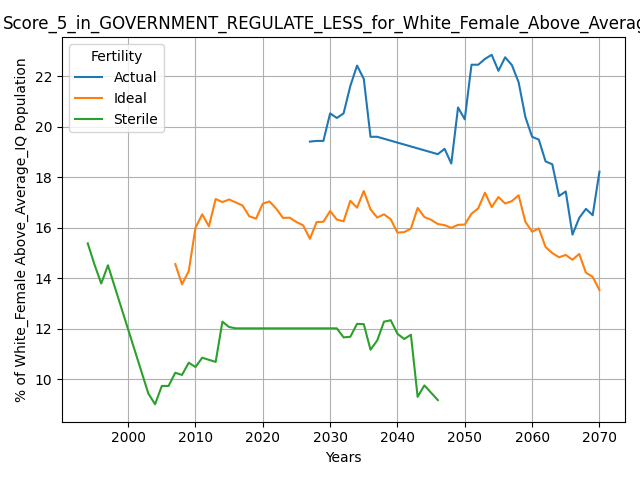 Score_5_in_GOVERNMENT_REGULATE_LESS_for_White_Female_Above_Averag
% of White_Female Above_Average_IQ Population
Fertility
Actual
Ideal
Sterile
22
20
18
16
14
12
10
2000 2010 2020 2030 2040 2050 2060 2070
Years